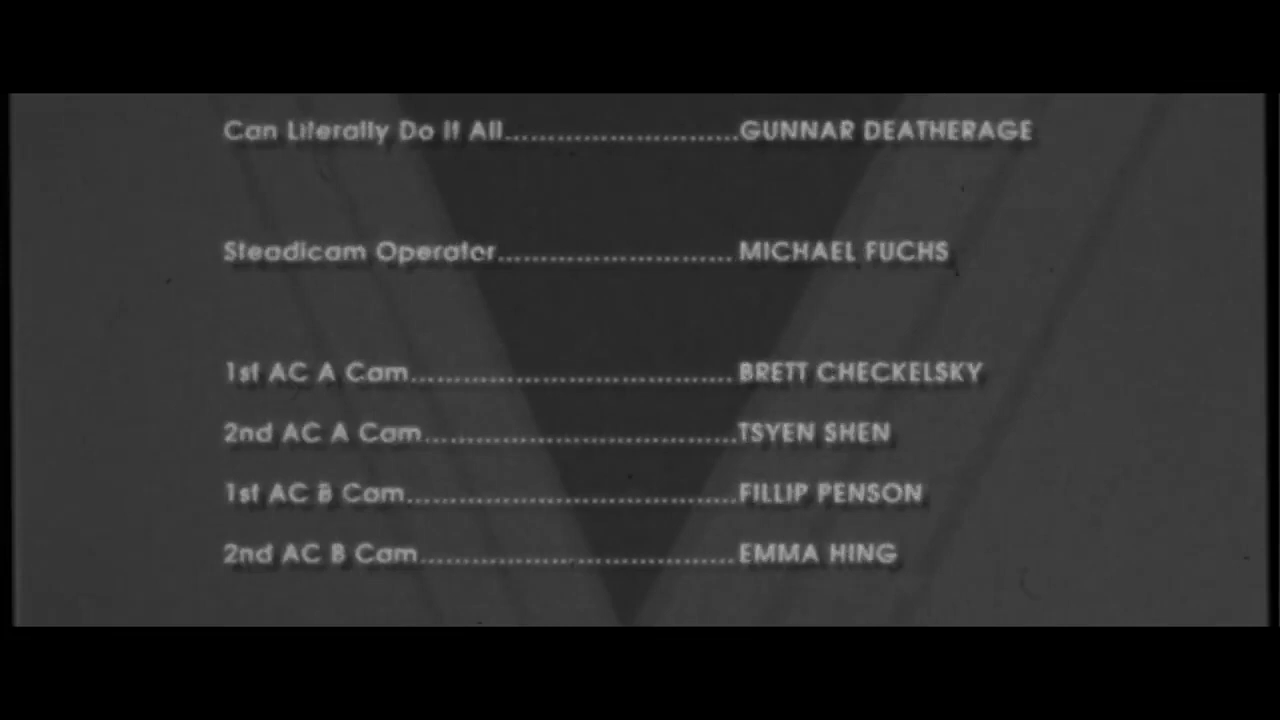 Can Literally Do it All..............................GUNNAR DEATHERAGE
Steadicam Operator..............................MICHAEL FUCHS
1st AC A Cam........................................BRETT CHECKELSKY
2nd AC A Cam.......................................TSYEN SHEN
1st AC B Cam.........................................FILLIP PENSON
2nd AC B Cam.......................................EMMA HING